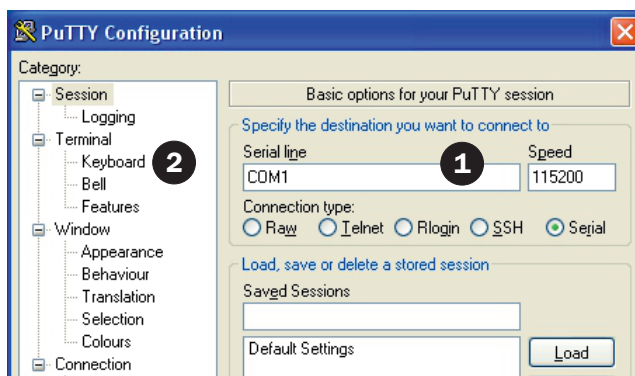 PuTTY Configuration
Category:
Session
Logging
Terminal
Keyboard
Bell
Features
Window
Appearance
Behaviour
Translation
Selection
Colours
Connection
2
Basic options for your PuTTY session
Specify the destination you want to connect to
Serial line Speed
COM1 115200
1
Connection type:
Raw Telnet Rlogin SSH Serial
Load, save or delete a stored session
Saved Sessions
Default Settings Load